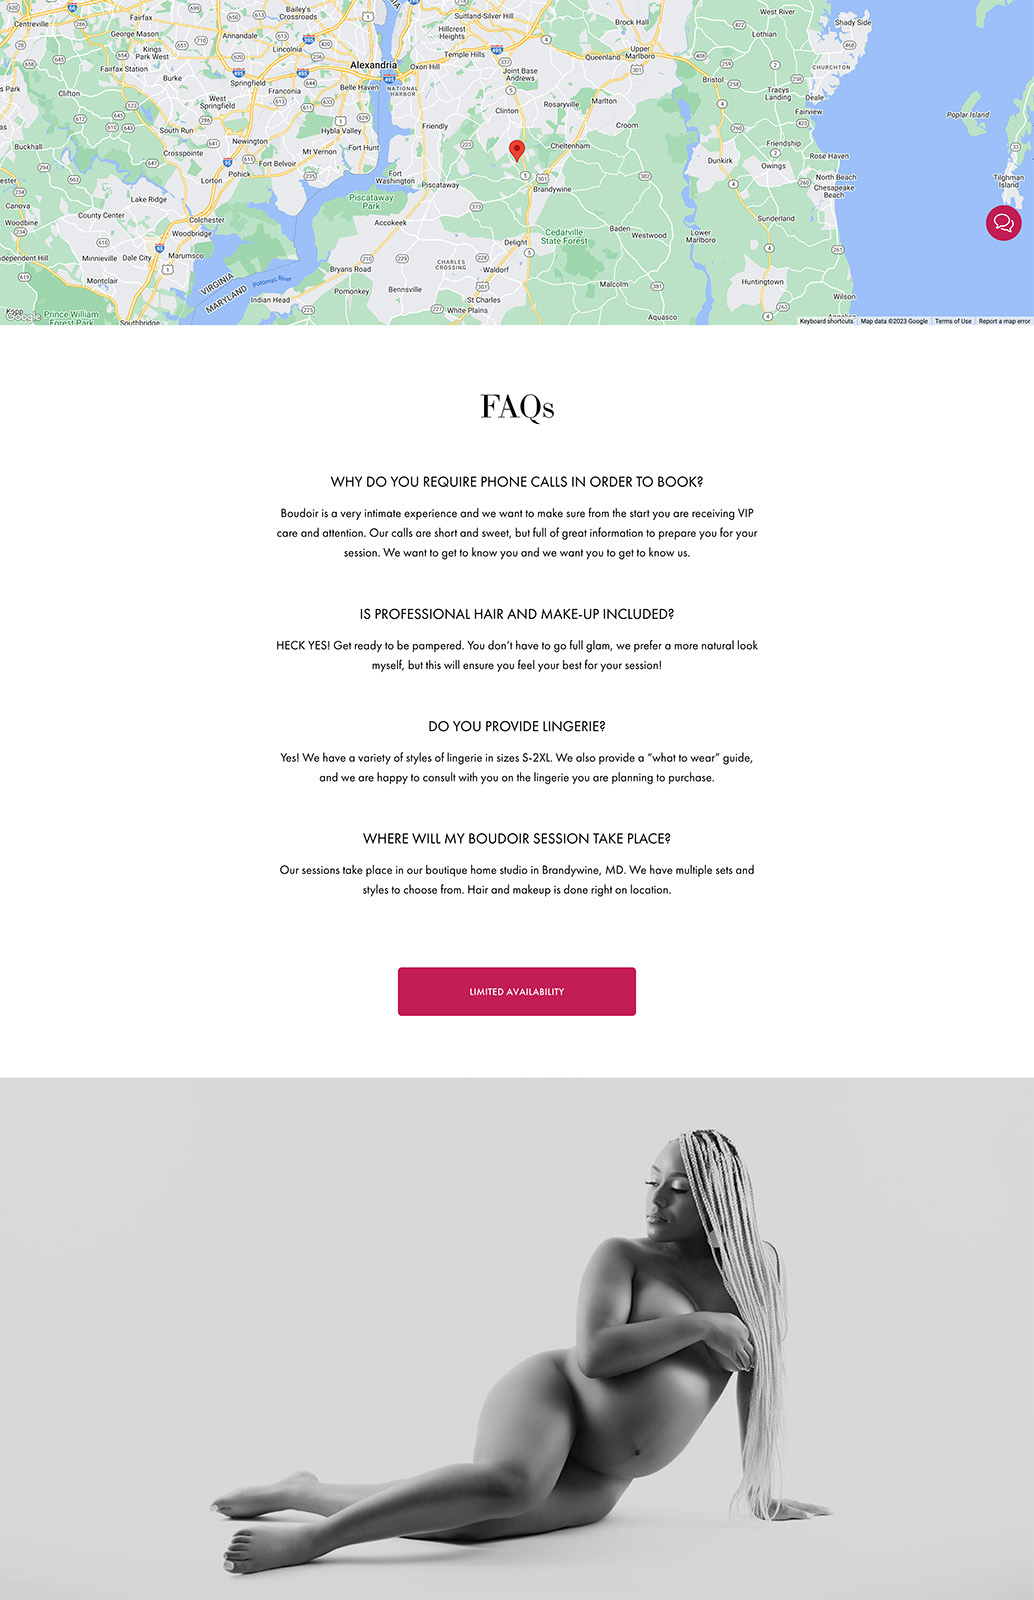 Centreville
Fairfax
George Mason
Kings
Park West
Fairfax Station
Burke
Clifton
West
Springfield
South Run
Crosspointe
Buckhall
Canova
Woodbine
Lake Ridge
County Center
Independent Hill
Minnieville
Dale City
Montclair
Prince William
Forest Park
Southbridge
Annandale
Bailey's
Crossroads
Lincolnia
Springfield
Franconia
Newington
Fort Belvoir
Pohick
Lorton
Colchester
Woodbridge
Marumsco
Alexandria
Belle Haven
Hybla Valley
Fort Hunt
Mt Vernon
NATIONAL
HARBOR
Oxon Hill
Temple Hills
Hillcrest
Heights
Suitland-Silver Hill
Joint Base
Andrews
Friendly
Clinton
Rosaryville
Cheltenham
Brandywine
Fort
Washington
Piscataway
Piscataway
Park
Accokeek
Bryans Road
Pomonkey
Indian Head
VIRGINIA
MARYLAND
Potomac River
CHARLES
CROSSING
Bennsville
Waldorf
St Charles
White Plains
Delight
Cedarville
State Forest
Baden
Westwood
Malcolm
Aquasco
Brock Hall
Queenland
Upper
Marlboro
Marlton
Croom
West River
Lothian
Bristol
Tracys
Landing
Deale
Fairview
Shady Side
CHURCHTON
Dunkirk
Friendship
Owings
Rose Haven
North Beach
Chesapeake
Beach
Sunderland
Lower
Marlboro
Huntingtown
Wilson
Poplar Island
Tilghman
Island
Google
Keyboard shortcuts Map data ©2023 Google Terms of Use Report a map error
FAQs
WHY DO YOU REQUIRE PHONE CALLS IN ORDER TO BOOK?
Boudoir is a very intimate experience and we want to make sure from the start you are receiving VIP
care and attention. Our calls are short and sweet, but full of great information to prepare you for your
session. We want to get to know you and we want you to get to know us.
IS PROFESSIONAL HAIR AND MAKE-UP INCLUDED?
HECK YES! Get ready to be pampered. You don’t have to go full glam, we prefer a more natural look
myself, but this will ensure you feel your best for your session!
DO YOU PROVIDE LINGERIE?
Yes! We have a variety of styles of lingerie in sizes S-2XL. We also provide a “what to wear” guide,
and we are happy to consult with you on the lingerie you are planning to purchase.
WHERE WILL MY BOUDOIR SESSION TAKE PLACE?
Our sessions take place in our boutique home studio in Brandywine, MD. We have multiple sets and
styles to choose from. Hair and makeup is done right on location.
LIMITED AVAILABILITY